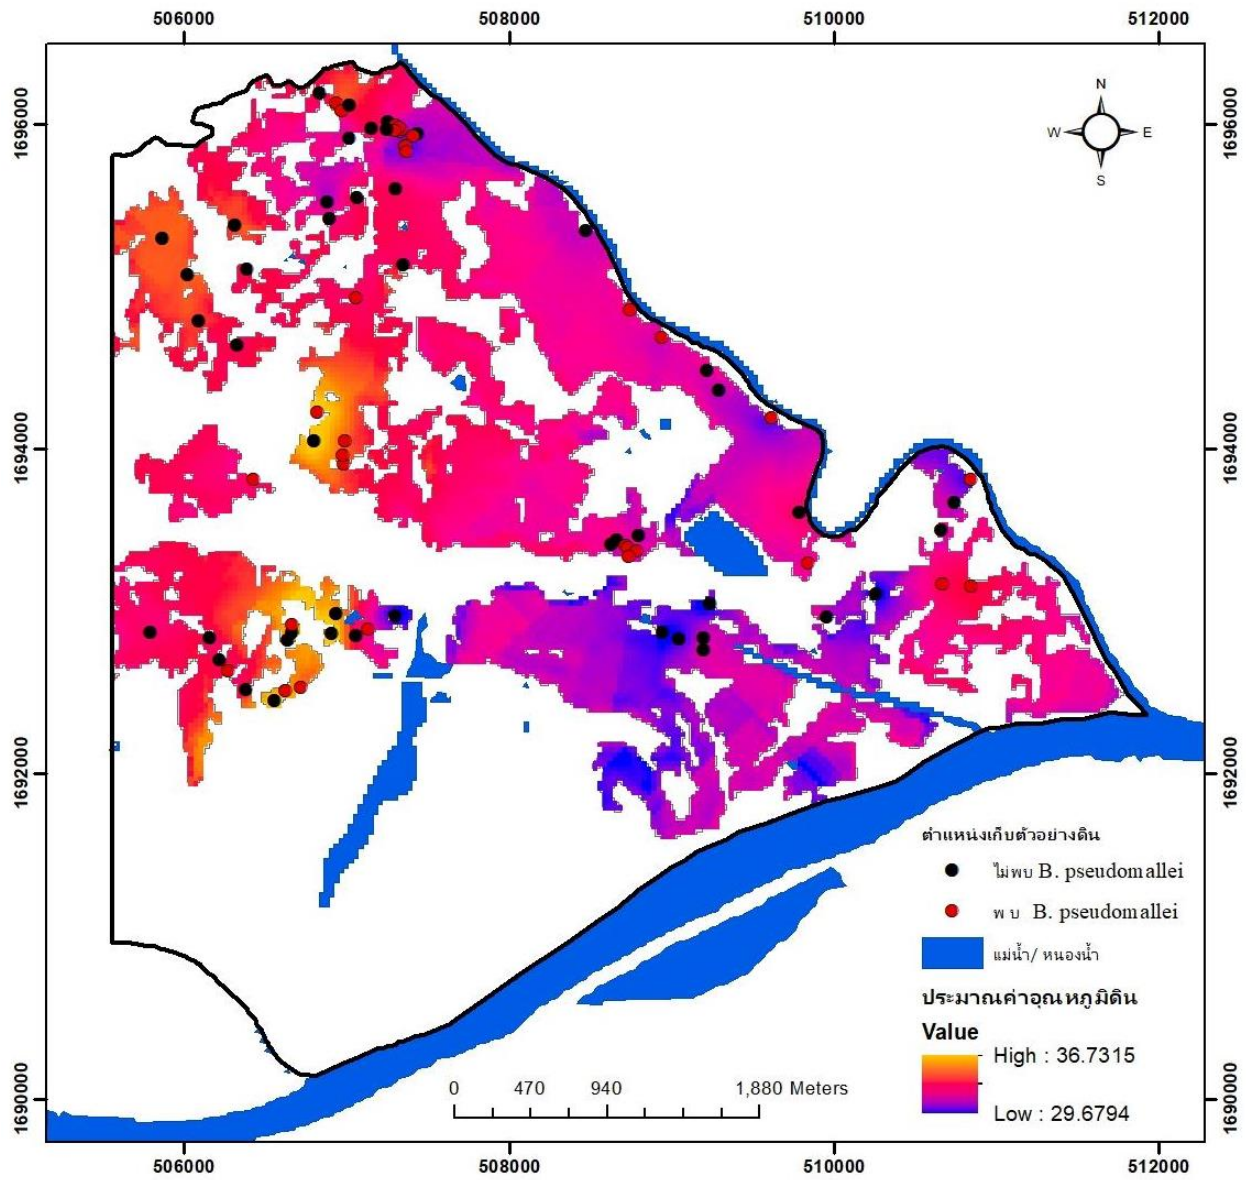 506000 508000 510000 512000
1696000
1694000
1692000
1690000
1696000
1694000
1692000
1690000
N
W E
S
ตำแหน่งเก็บตัวอย่างดิน
ไม่พบ B. pseudomallei
พบ B. pseudomallei
แม่น้ำ/ หนองน้ำ
ประมาณค่าอุณหภูมิดิน
Value
High : 36.7315
Low : 29.6794
0 470 940 1,880 Meters
506000 508000 510000 512000